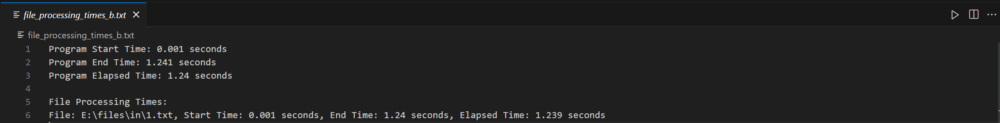 file_processing_times_b.txt
file_processing_times_b.txt
1 Program Start Time: 0.001 seconds
2 Program End Time: 1.241 seconds
3 Program Elapsed Time: 1.24 seconds
4
5 File Processing Times:
6 File: E:\files\in\1.txt, Start Time: 0.001 seconds, End Time: 1.24 seconds, Elapsed Time: 1.239 seconds